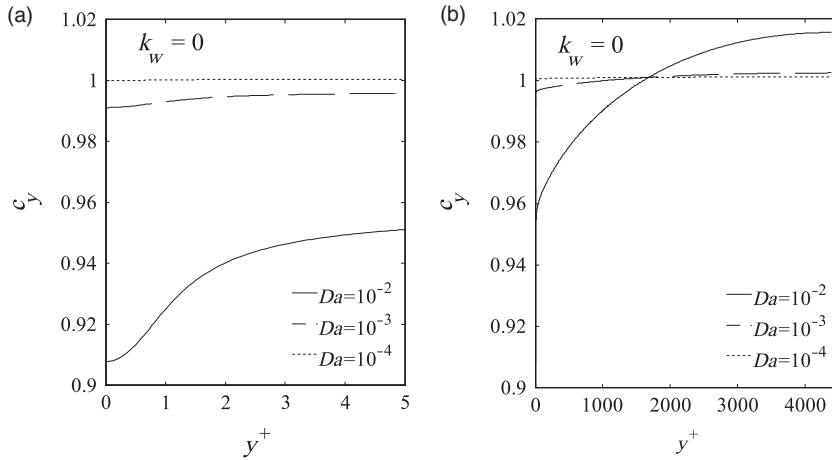 (a)
k_w = 0
1.02
1
0.98
0.96
0.94
0.92
0.9
c_y
Da=10⁻²
Da=10⁻³
Da=10⁻⁴
0 1 2 3 4 5
y⁺
(b)
k_w = 0
1.02
1
0.98
0.96
0.94
0.92
0.9
c_y
Da=10⁻²
Da=10⁻³
Da=10⁻⁴
0 1000 2000 3000 4000
y⁺